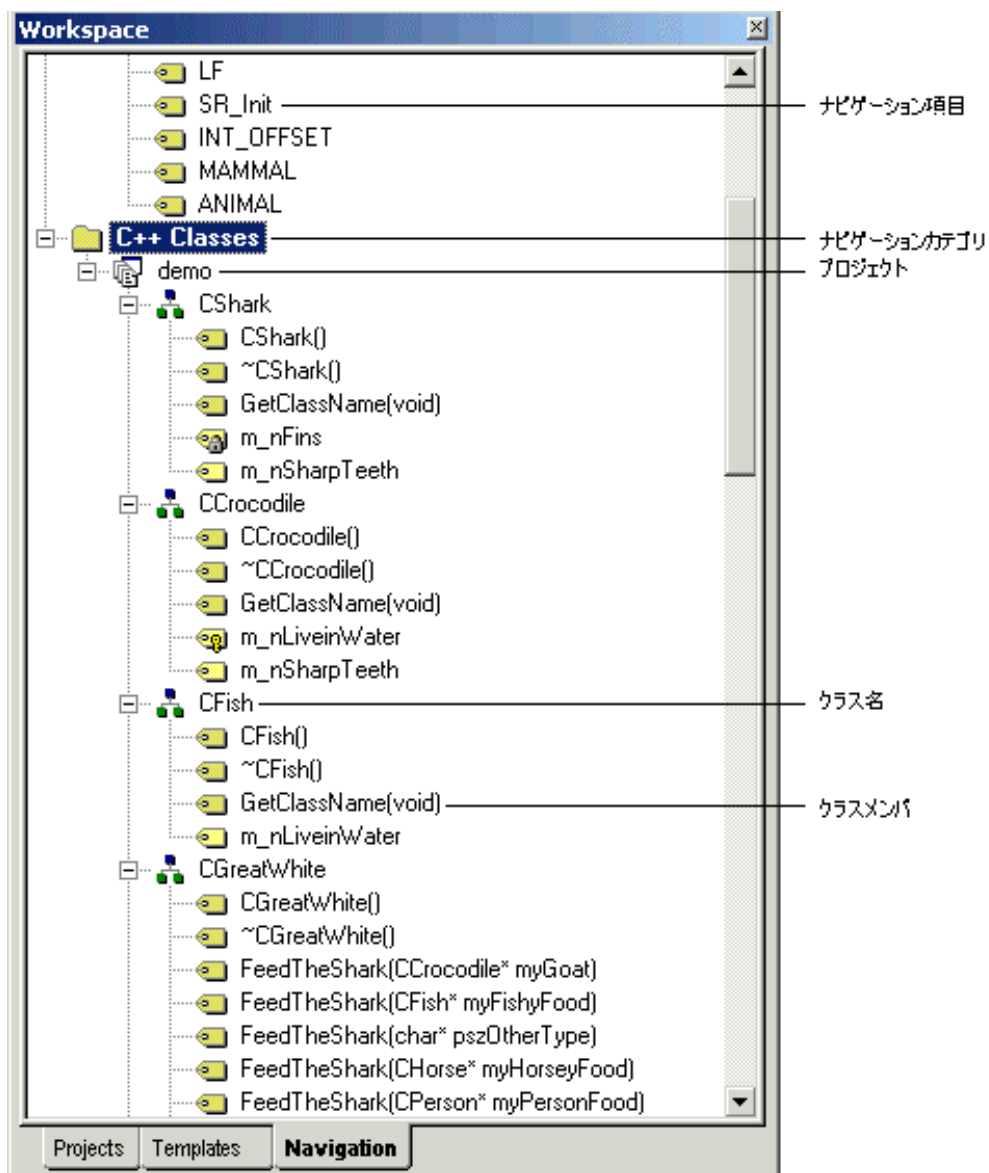 Workspace
LF
SR_Init
ナビゲーション項目
INT_OFFSET
MAMMAL
ANIMAL
C++ Classes
ナビゲーションカテゴリ
demo
プロジェクト
CShark
CShark()
~CShark()
GetClassName(void)
m_nFins
m_nSharpTeeth
CCrocodile
CCrocodile()
~CCrocodile()
GetClassName(void)
m_nLiveinWater
m_nSharpTeeth
CFish
クラス名
CFish()
~CFish()
GetClassName(void)
クラスメンバ
m_nLiveinWater
CGreatWhite
CGreatWhite()
~CGreatWhite()
FeedTheShark(CCrocodile* myGoat)
FeedTheShark(CFish* myFishyFood)
FeedTheShark(char* pszOtherType)
FeedTheShark(CHorse* myHorseyFood)
FeedTheShark(CPerson* myPersonFood)
Projects Templates Navigation